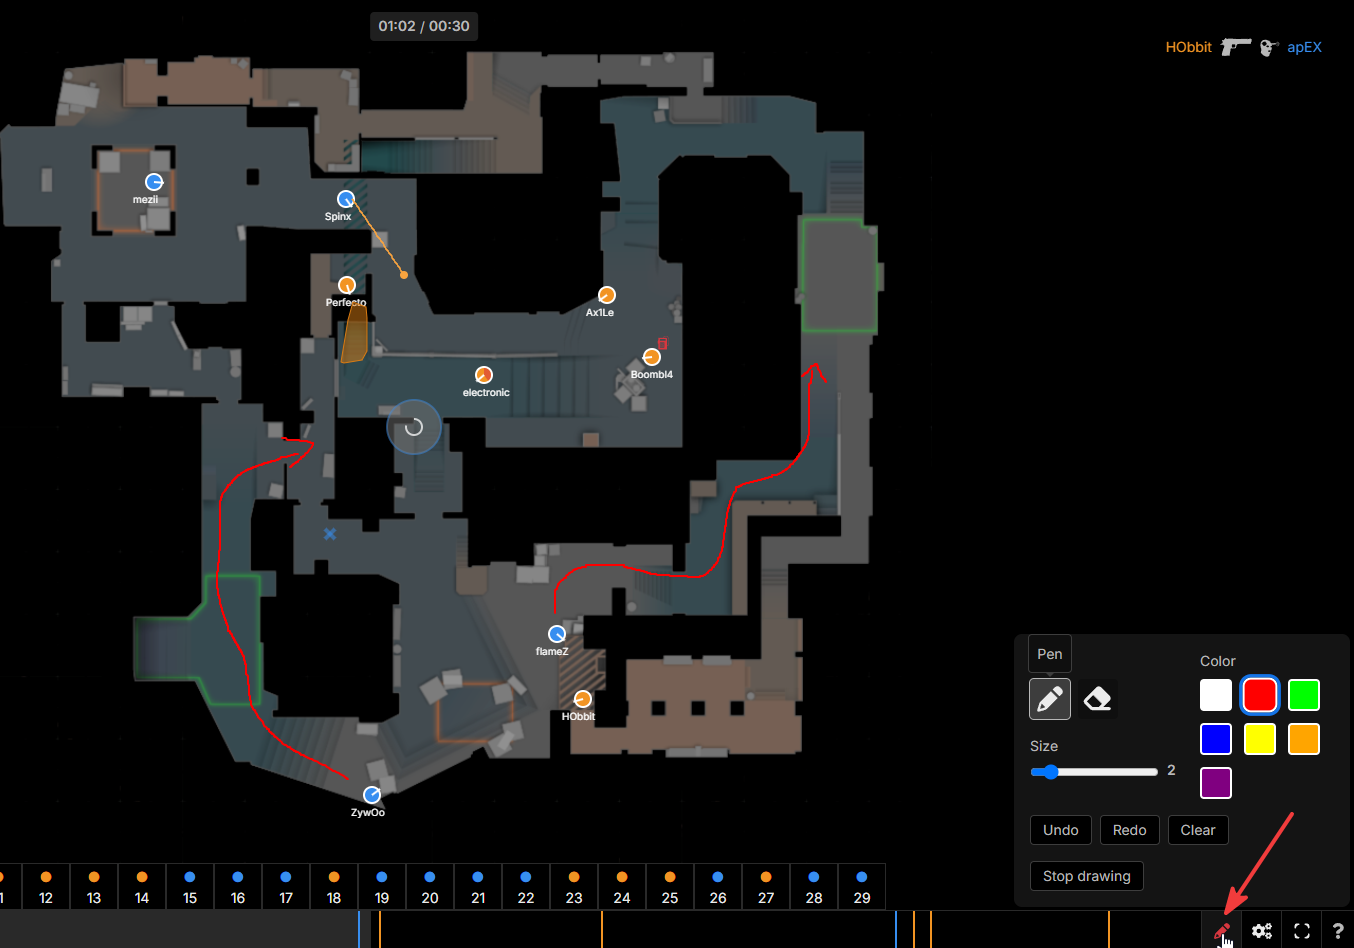 01:02 / 00:30
HObbit apEX
mezii
Spinx
Perfecto
Ax1Le
Boombl4
electronic
flameZ
HObbit
ZywOo
Pen
Color
Size
2
Undo Redo Clear
Stop drawing
12 13 14 15 16 17 18 19 20 21 22 23 24 25 26 27 28 29
?